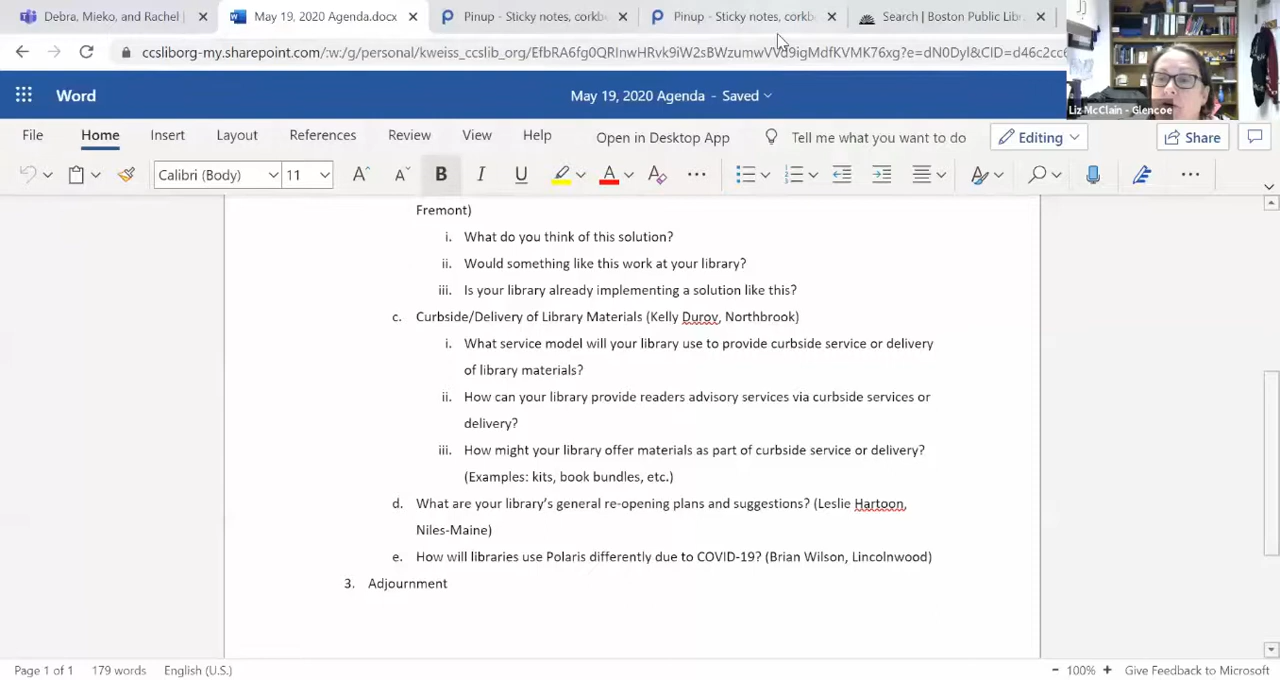 Debra, Mieko, and Rachel
May 19, 2020 Agenda.docx
Pinup - Sticky notes, corkb
Pinup - Sticky notes, corkb
Search | Boston Public Libr
ccsliborg-my.sharepoint.com/:w:/g/personal/kweiss_ccslib_org/
Liz McClain - Glencoe
Word
May 19, 2020 Agenda - Saved
File Home Insert Layout References Review View Help Open in Desktop App Tell me what you want to do Editing Share
Calibri (Body) 11 A A B I U A A
Fremont)
i. What do you think of this solution?
ii. Would something like this work at your library?
iii. Is your library already implementing a solution like this?
c. Curbside/Delivery of Library Materials (Kelly Durov, Northbrook)
i. What service model will your library use to provide curbside service or delivery
of library materials?
ii. How can your library provide readers advisory services via curbside services or
delivery?
iii. How might your library offer materials as part of curbside service or delivery?
(Examples: kits, book bundles, etc.)
d. What are your library's general re-opening plans and suggestions? (Leslie Hartoon,
Niles-Maine)
e. How will libraries use Polaris differently due to COVID-19? (Brian Wilson, Lincolnwood)
3. Adjournment
Page 1 of 1 179 words English (U.S.) - 100% + Give Feedback to Microsoft